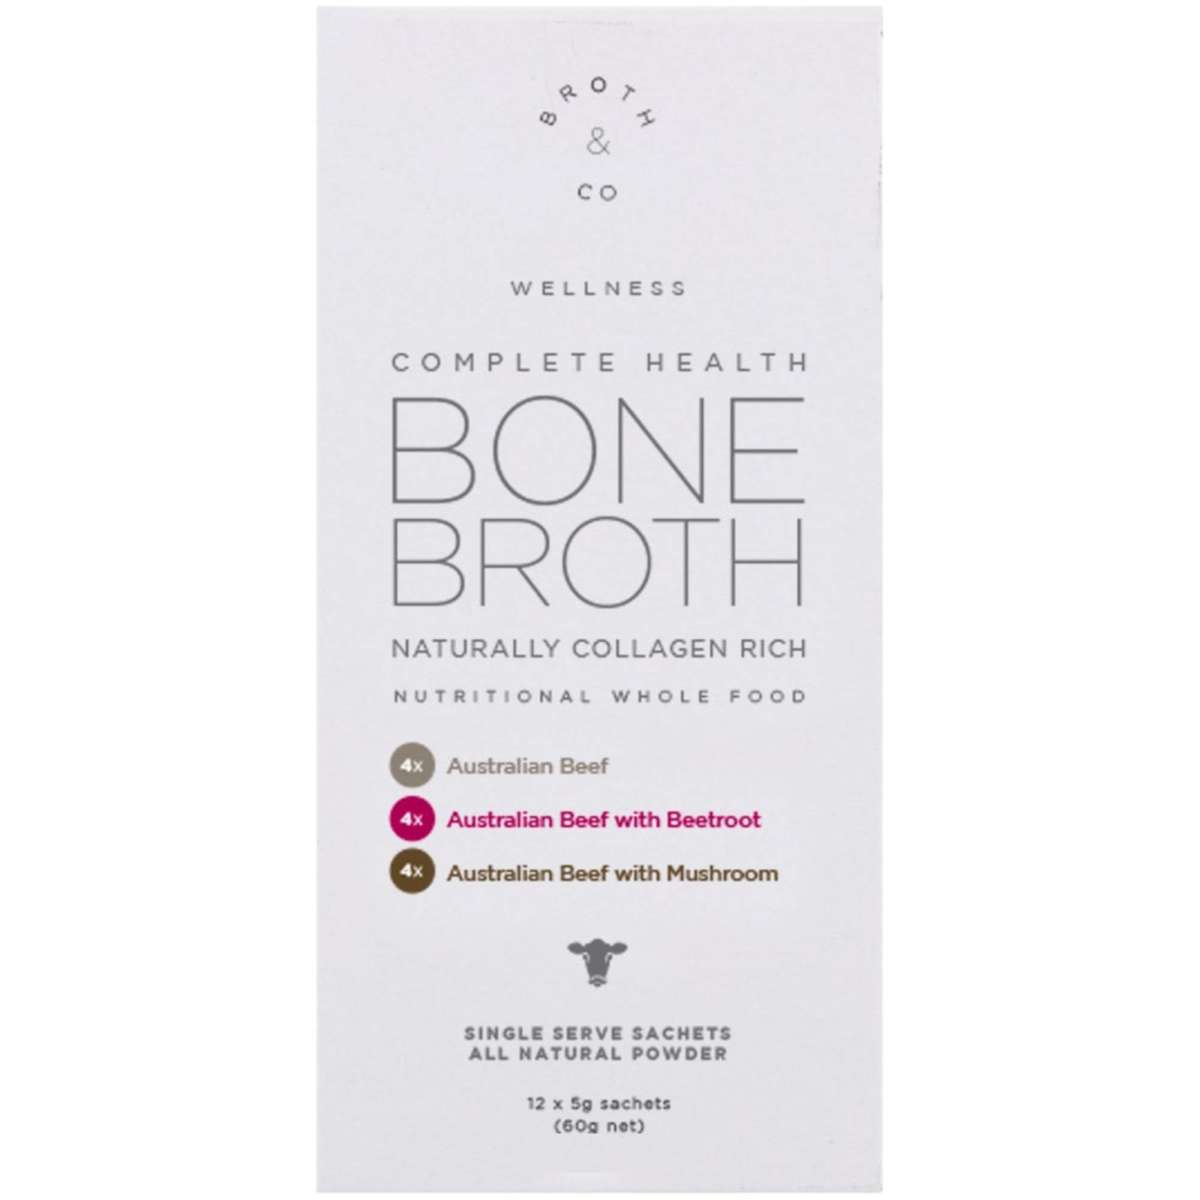 BROTH
&
CO
WELLNESS
COMPLETE HEALTH
BONE
BROTH
NATURALLY COLLAGEN RICH
NUTRITIONAL WHOLE FOOD
4x Australian Beef
4x Australian Beef with Beetroot
4x Australian Beef with Mushroom
SINGLE SERVE SACHETS
ALL NATURAL POWDER
12 x 5g sachets
(60g net)